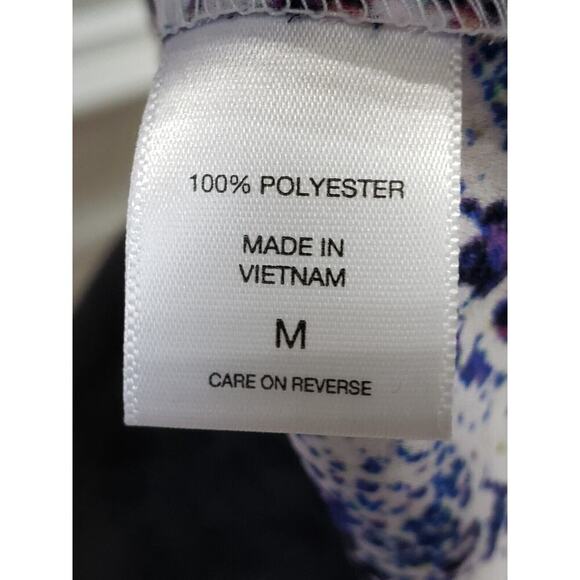 100% POLYESTER
MADE IN
VIETNAM
M
CARE ON REVERSE